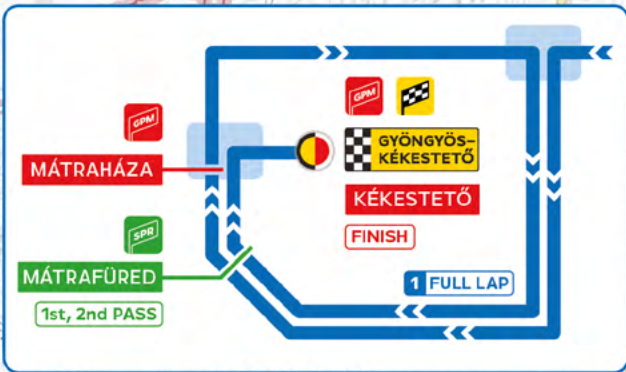 GPM
GPM
GYÖNGYÖS-
KÉKESTETŐ
MÁTRAHÁZA
KÉKESTETŐ
SPR
FINISH
MÁTRAFÜRED
1 FULL LAP
1st, 2nd PASS